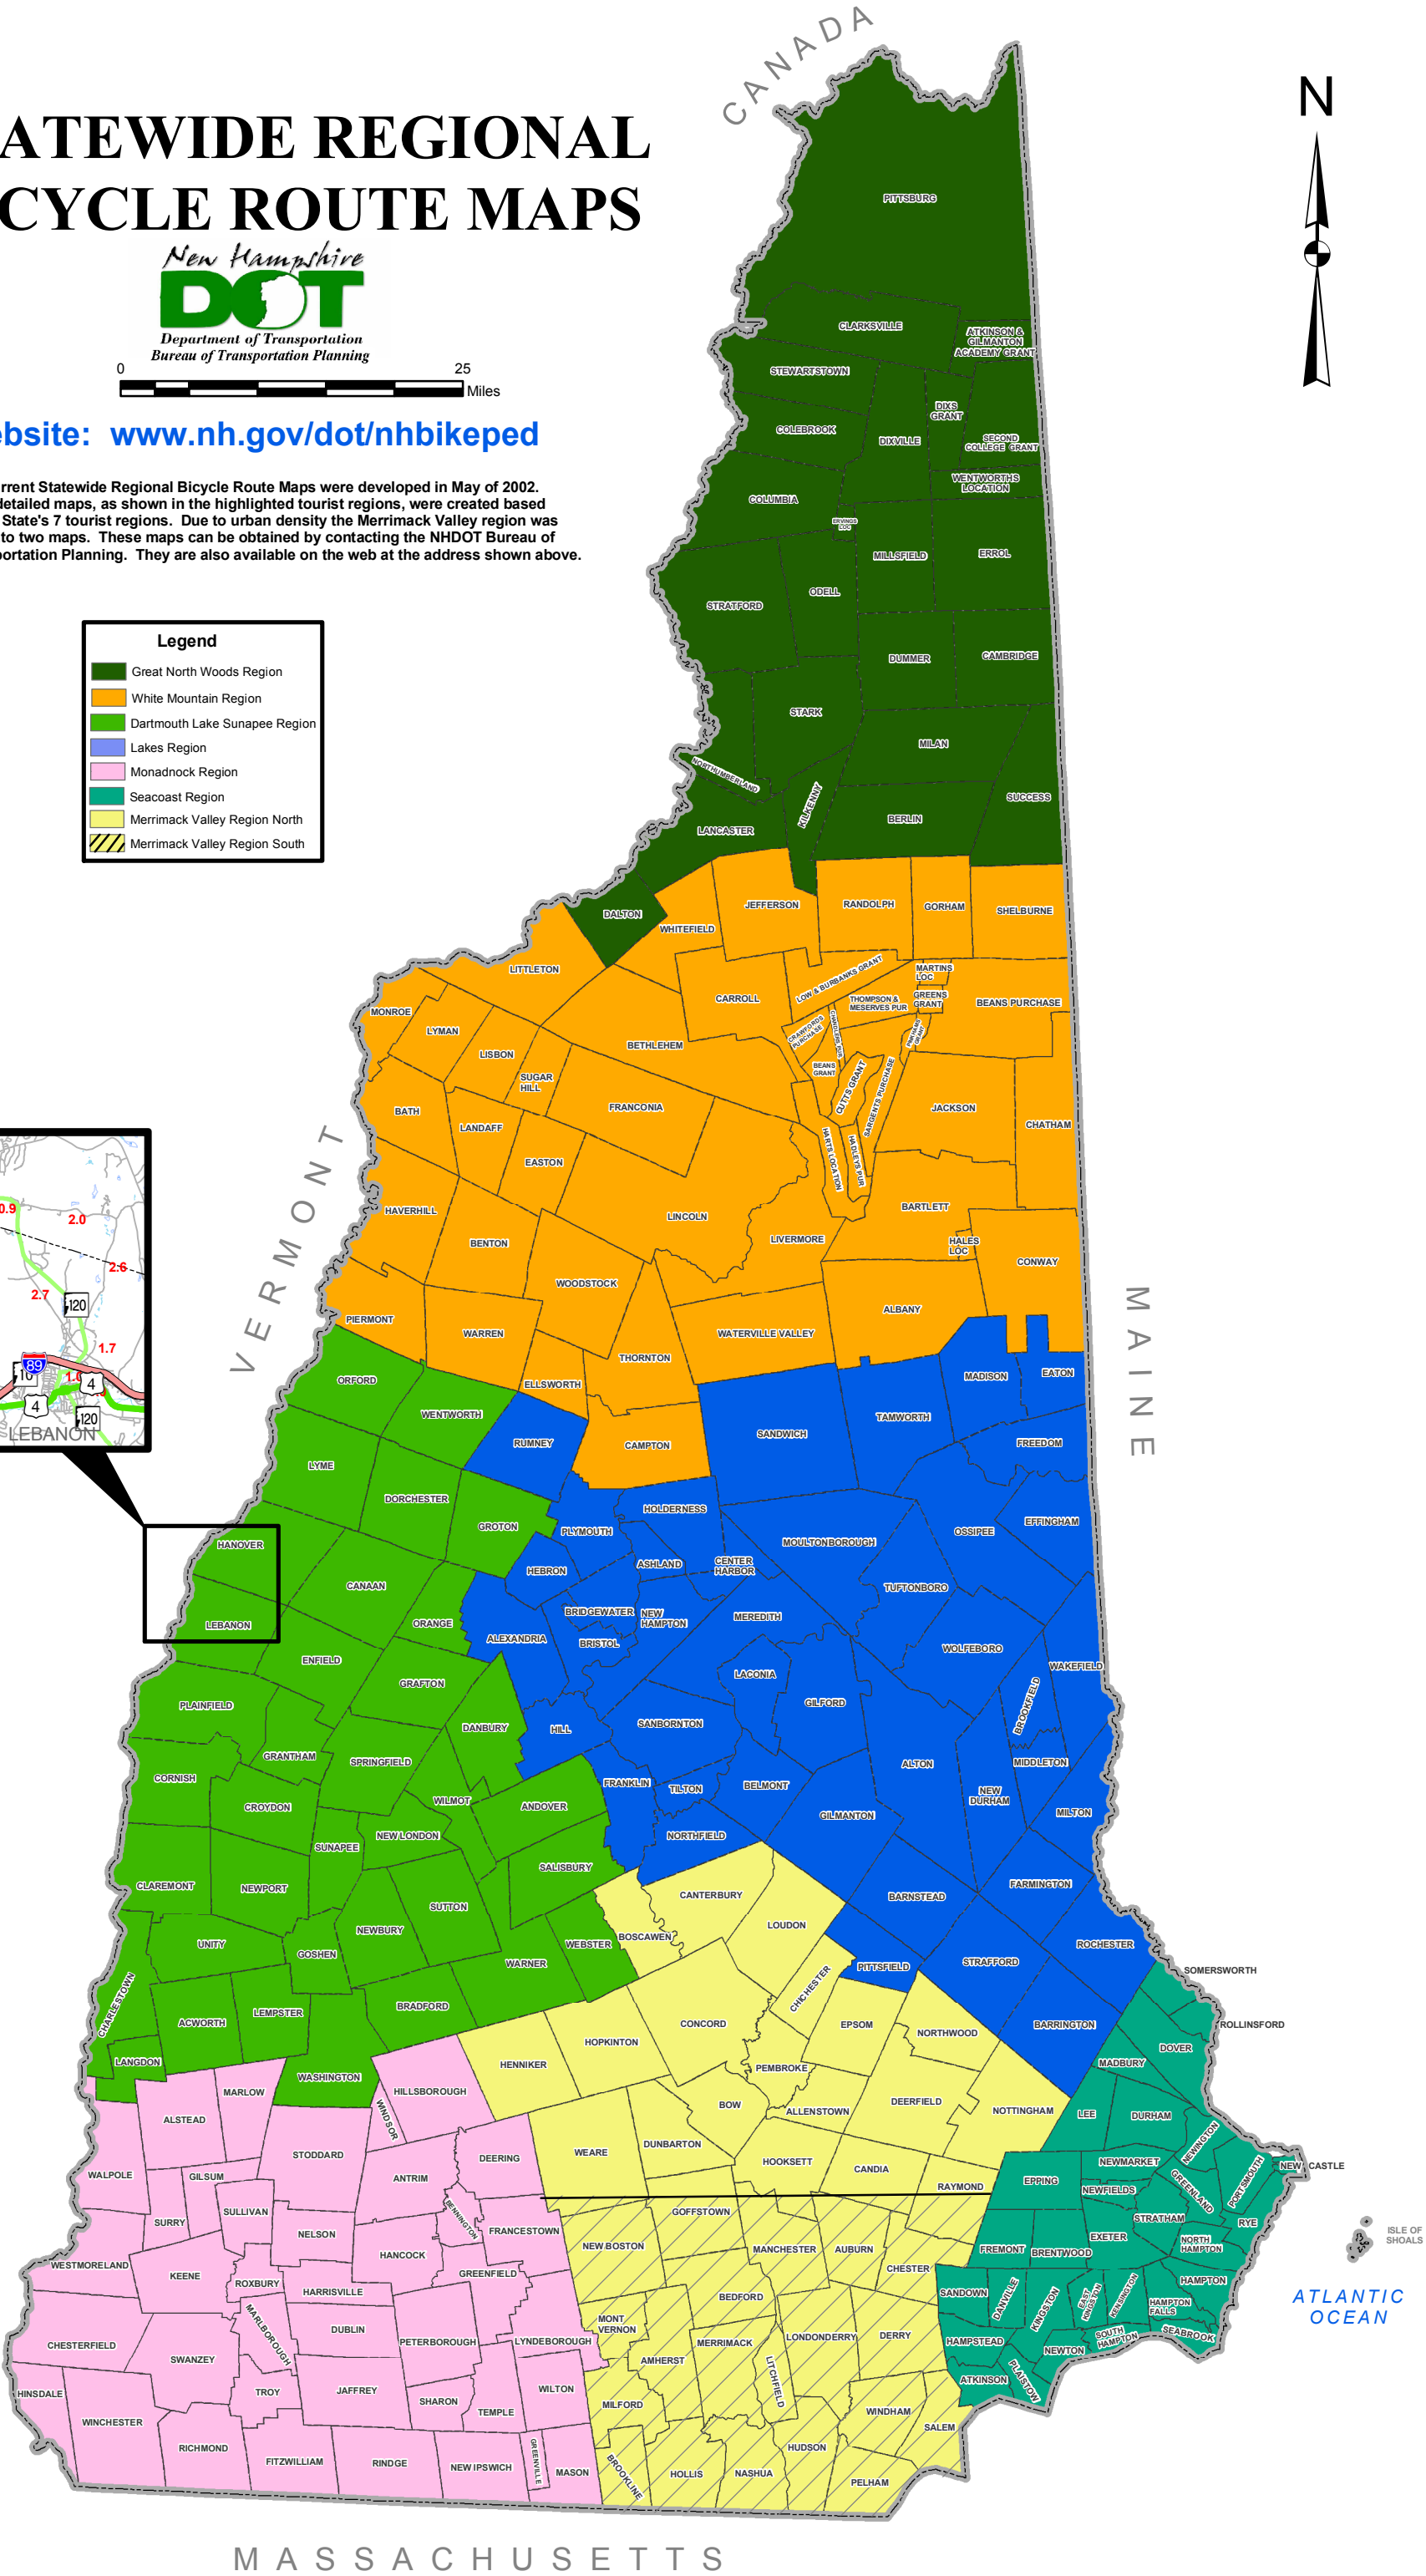 CANADA
N
ATEWIDE REGIONAL
CYCLE ROUTE MAPS
New Hampshire
DOT
Department of Transportation
Bureau of Transportation Planning
0 25
Miles
ebsite: www.nh.gov/dot/nhbikeped
rrent Statewide Regional Bicycle Route Maps were developed in May of 2002.
detailed maps, as shown in the highlighted tourist regions, were created based
State's 7 tourist regions. Due to urban density the Merrimack Valley region was
to two maps. These maps can be obtained by contacting the NHDOT Bureau of
portation Planning. They are also available on the web at the address shown above.
Legend
Great North Woods Region
White Mountain Region
Dartmouth Lake Sunapee Region
Lakes Region
Monadnock Region
Seacoast Region
Merrimack Valley Region North
Merrimack Valley Region South
PITTSBURG
CLARKSVILLE
ATKINSON &
GILMANTON
ACADEMY GRANT
STEWARTSTOWN
DIXS
GRANT
COLEBROOK
DIXVILLE
SECOND
COLLEGE GRANT
WENTWORTHS
LOCATION
COLUMBIA
ERVINGS
LOC
MILLSFIELD
ERROL
ODELL
STRATFORD
DUMMER
CAMBRIDGE
STARK
MILAN
NORTHUMBERLAND
KILKENNY
SUCCESS
LANCASTER
BERLIN
DALTON
WHITEFIELD
JEFFERSON
RANDOLPH
GORHAM
SHELBURNE
LITTLETON
CARROLL
LOW & BURBANKS GRANT
MARTINS
LOC
THOMPSON &
MESERVES PUR
GREENS
GRANT
BEANS PURCHASE
MONROE
LYMAN
LISBON
BETHLEHEM
CRAWFORDS
PURCHASE
CHANDLERS PUR
PINKHAMS
GRANT
BEANS
GRANT
CUTTS GRANT
SARGENTS PURCHASE
SUGAR
HILL
BATH
LANDAFF
FRANCONIA
JACKSON
CHATHAM
EASTON
HARTS LOCATION
HADLEYS PUR
VERMONT
HAVERHILL
BENTON
LINCOLN
LIVERMORE
BARTLETT
HALES
LOC
CONWAY
WOODSTOCK
PIERMONT
WARREN
THORNTON
WATERVILLE VALLEY
ALBANY
MAINE
0.9
2.0
2.6
2.7
120
1.7
89
10
1.0
4
4
120
LEBANON
ORFORD
ELLSWORTH
MADISON
EATON
WENTWORTH
RUMNEY
CAMPTON
SANDWICH
TAMWORTH
FREEDOM
LYME
DORCHESTER
GROTON
PLYMOUTH
HOLDERNESS
MOULTONBOROUGH
OSSIPEE
EFFINGHAM
HANOVER
CANAAN
HEBRON
ASHLAND
CENTER
HARBOR
TUFTONBORO
LEBANON
ORANGE
ALEXANDRIA
BRIDGEWATER
NEW
HAMPTON
MEREDITH
BRISTOL
WOLFEBORO
WAKEFIELD
ENFIELD
GRAFTON
LACONIA
GILFORD
BROOKFIELD
PLAINFIELD
DANBURY
HILL
SANBORNTON
GRANTHAM
SPRINGFIELD
ALTON
MIDDLETON
CORNISH
CROYDON
WILMOT
ANDOVER
FRANKLIN
TILTON
BELMONT
GILMANTON
NEW
DURHAM
MILTON
SUNAPEE
NEW LONDON
NORTHFIELD
CLAREMONT
NEWPORT
SALISBURY
CANTERBURY
BARNSTEAD
FARMINGTON
SUTTON
NEWBURY
BOSCAWEN
LOUDON
UNITY
GOSHEN
WARNER
WEBSTER
PITTSFIELD
STRAFFORD
ROCHESTER
SOMERSWORTH
CHARLESTOWN
ACWORTH
LEMPSTER
BRADFORD
CHICHESTER
CONCORD
EPSOM
NORTHWOOD
BARRINGTON
ROLLINSFORD
DOVER
LANGDON
WASHINGTON
HILLSBOROUGH
HENNIKER
HOPKINTON
PEMBROKE
MADBURY
MARLOW
ALSTEAD
WINDSOR
BOW
ALLENSTOWN
DEERFIELD
NOTTINGHAM
LEE
DURHAM
STODDARD
DEERING
WEARE
DUNBARTON
HOOKSETT
CANDIA
RAYMOND
EPPING
NEWMARKET
NEWINGTON
NEW CASTLE
WALPOLE
GILSUM
ANTRIM
NEWFIELDS
GREENLAND
PORTSMOUTH
SURRY
SULLIVAN
NELSON
BENNINGTON
FRANCESTOWN
GOFFSTOWN
STRATHAM
RYE
ISLE OF
SHOALS
WESTMORELAND
KEENE
ROXBURY
HANCOCK
GREENFIELD
NEW BOSTON
MANCHESTER
AUBURN
CHESTER
FREMONT
BRENTWOOD
EXETER
NORTH
HAMPTON
HARRISVILLE
BEDFORD
SANDOWN
DANVILLE
KINGSTON
EAST
KINGSTON
KENSINGTON
HAMPTON
HAMPTON
FALLS
ATLANTIC
OCEAN
CHESTERFIELD
SWANZEY
MARLBOROUGH
DUBLIN
PETERBOROUGH
LYNDEBOROUGH
MONT
VERNON
MERRIMACK
LONDONDERRY
DERRY
HAMPSTEAD
NEWTON
SOUTH
HAMPTON
SEABROOK
AMHERST
LITCHFIELD
ATKINSON
PLAISTOW
HINSDALE
WINCHESTER
TROY
JAFFREY
SHARON
TEMPLE
WILTON
MILFORD
WINDHAM
SALEM
RICHMOND
FITZWILLIAM
RINDGE
NEW IPSWICH
GREENVILLE
MASON
BROOKLINE
HOLLIS
NASHUA
HUDSON
PELHAM
MASSACHUSETTS